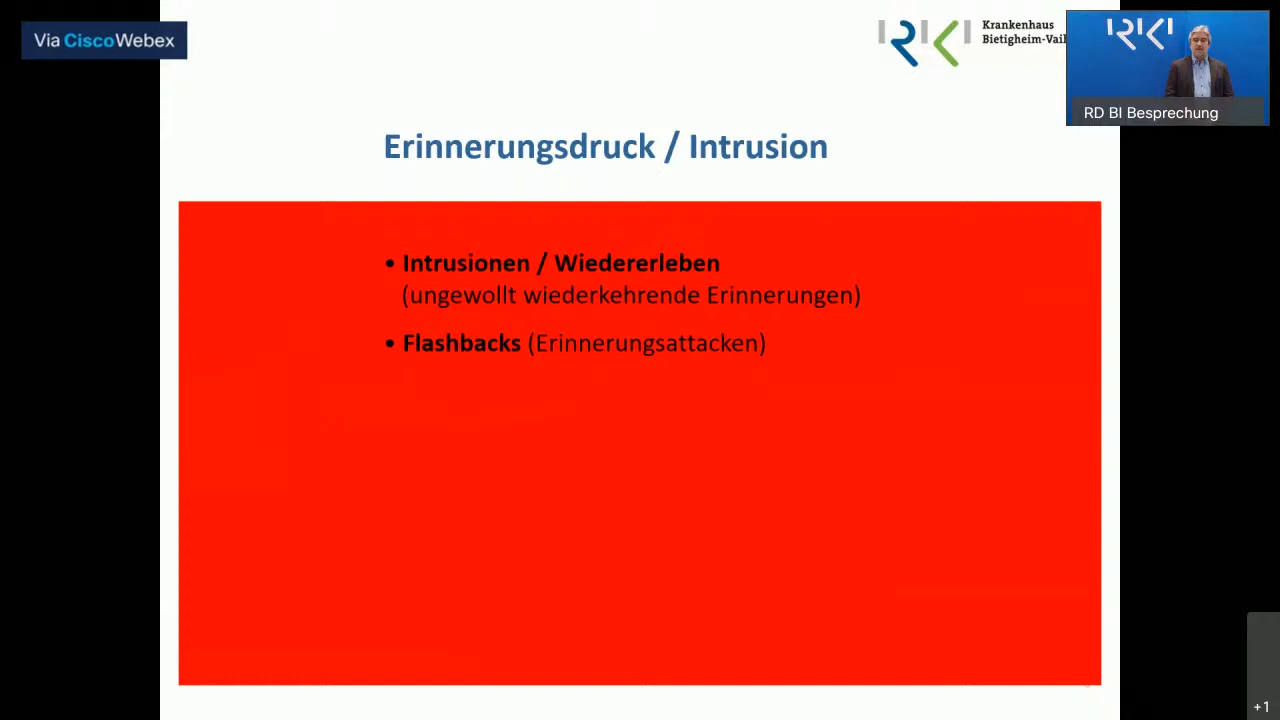 Via CiscoWebex
Krankenhaus
Bietigheim-Vaih
RD BI Besprechung
Erinnerungsdruck / Intrusion
• Intrusionen / Wiedererleben
(ungewollt wiederkehrende Erinnerungen)
• Flashbacks (Erinnerungsattacken)
+1